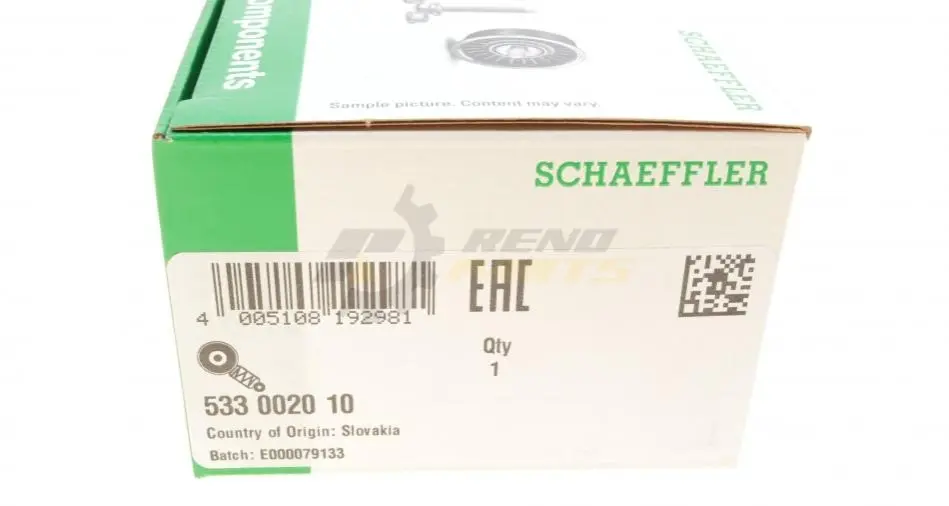 omponents
SCHAEFFLER
Sample picture. Content may vary.
SCHAEFFLER
RENO
PARTS
4 005108 192981
EAC
Qty
1
533 0020 10
Country of Origin: Slovakia
Batch: E000079133